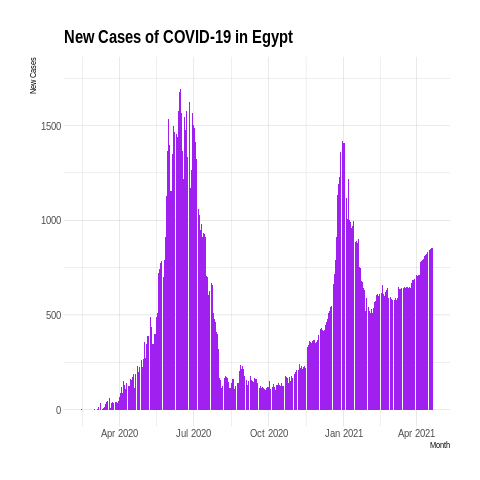 New Cases of COVID-19 in Egypt
New Cases
1500
1000
500
0
Apr 2020 Jul 2020 Oct 2020 Jan 2021 Apr 2021
Month